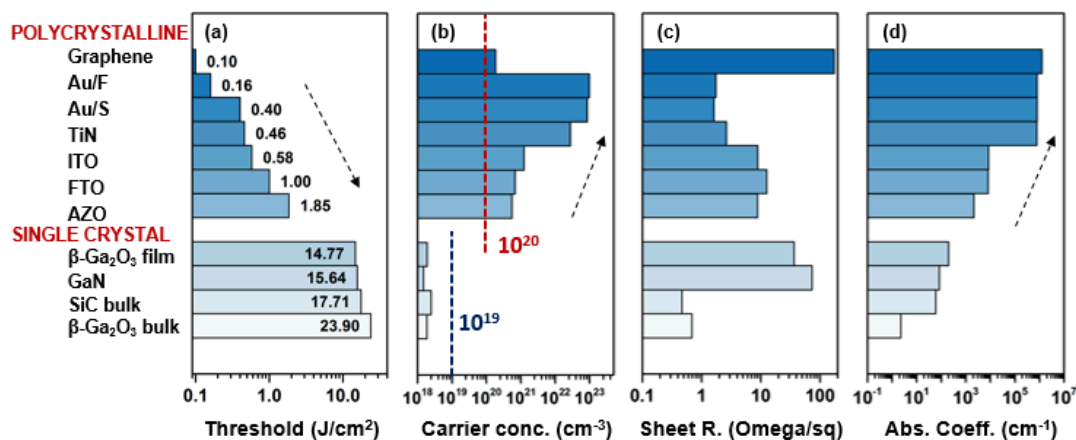 POLYCRYSTALLINE
Graphene
Au/F
Au/S
TiN
ITO
FTO
AZO
SINGLE CRYSTAL
β-Ga₂O₃ film
GaN
SiC bulk
β-Ga₂O₃ bulk
(a)
0.10
0.16
0.40
0.46
0.58
1.00
1.85
14.77
15.64
17.71
23.90
0.1 1.0 10.0
Threshold (J/cm²)
(b)
10²⁰
10¹⁹
10¹⁸ 10¹⁹ 10²⁰ 10²¹ 10²² 10²³
Carrier conc. (cm⁻³)
(c)
0.1 1 10 100
Sheet R. (Omega/sq)
(d)
10⁻¹ 10¹ 10³ 10⁵ 10⁷
Abs. Coeff. (cm⁻¹)